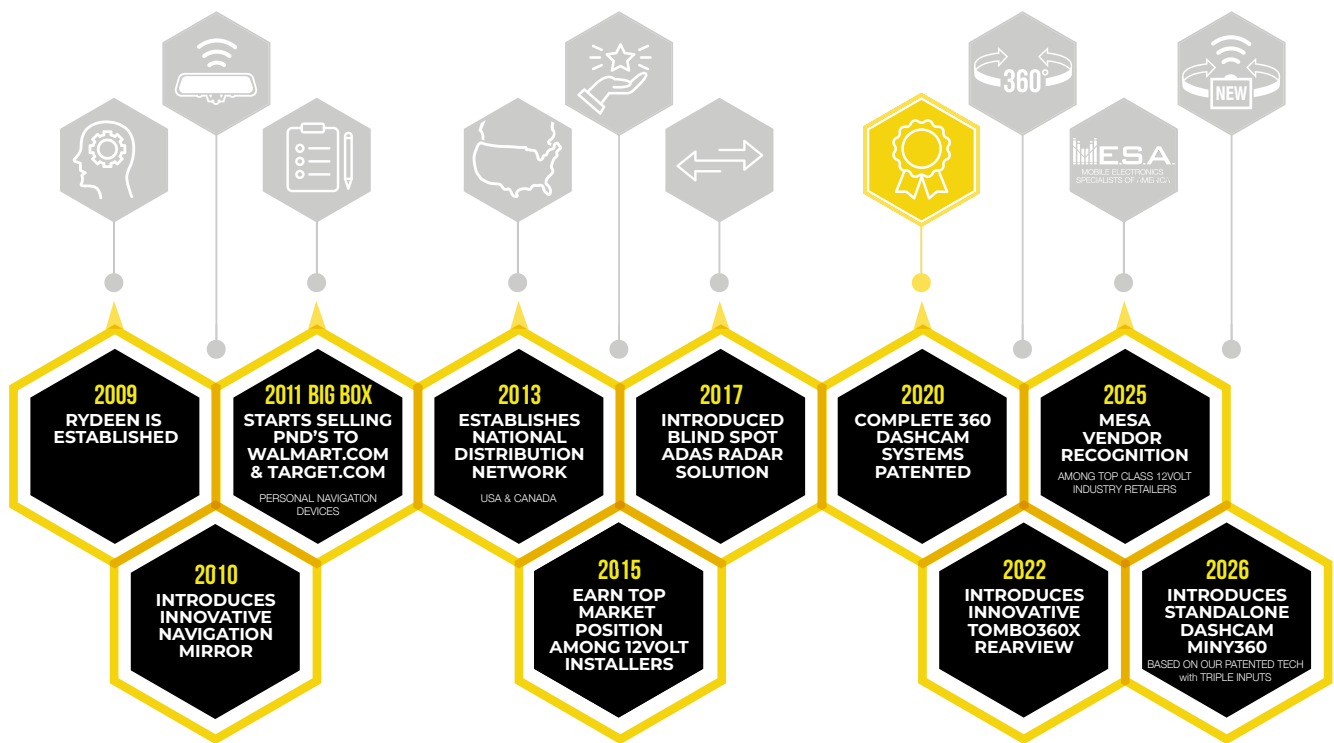 360°
NEW
M.E.S.A.
MOBILE ELECTRONICS
SPECIALISTS OF AMERICA
2009
RYDEEN IS
ESTABLISHED
2011 BIG BOX
STARTS SELLING
PND'S TO
WALMART.COM
& TARGET.COM
PERSONAL NAVIGATION
DEVICES
2013
ESTABLISHES
NATIONAL
DISTRIBUTION
NETWORK
USA & CANADA
2017
INTRODUCED
BLIND SPOT
ADAS RADAR
SOLUTION
2020
COMPLETE 360
DASHCAM
SYSTEMS
PATENTED
2025
MESA
VENDOR
RECOGNITION
AMONG TOP CLASS 12VOLT
INDUSTRY RETAILERS
2010
INTRODUCES
INNOVATIVE
NAVIGATION
MIRROR
2015
EARN TOP
MARKET
POSITION
AMONG 12VOLT
INSTALLERS
2022
INTRODUCES
INNOVATIVE
TOMBO360X
REARVIEW
2026
INTRODUCES
STANDALONE
DASHCAM
MINY360
BASED ON OUR PATENTED TECH
with TRIPLE INPUTS